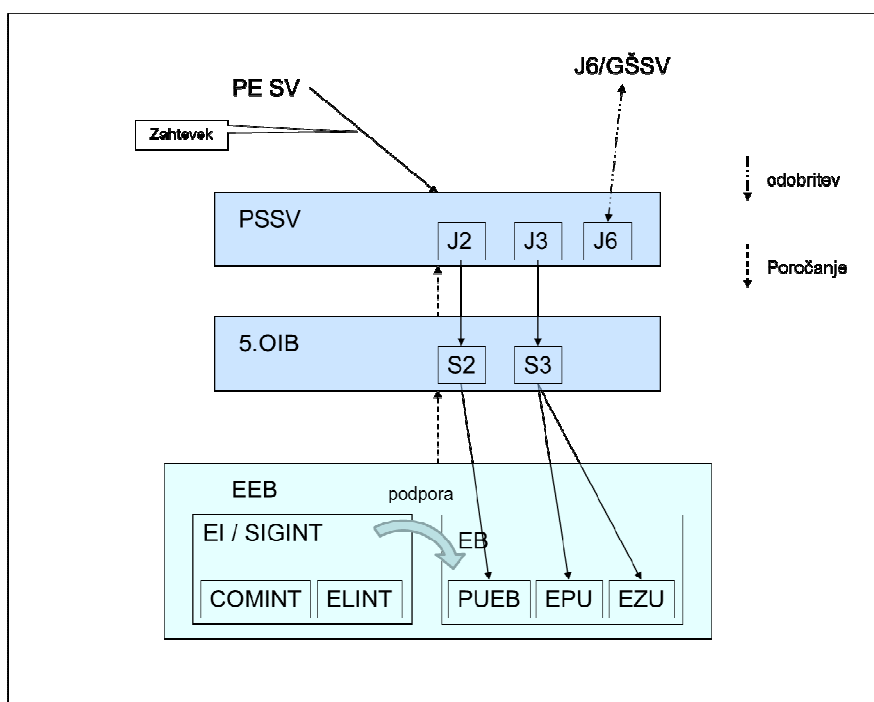 J6/GŠSV
PE SV
Zahtevek
odobritev
PSSV
J2 J3 J6
Poročanje
5.OIB
S2 S3
EEB
podpora
EI / SIGINT
EB
COMINT ELINT PUEB EPU EZU